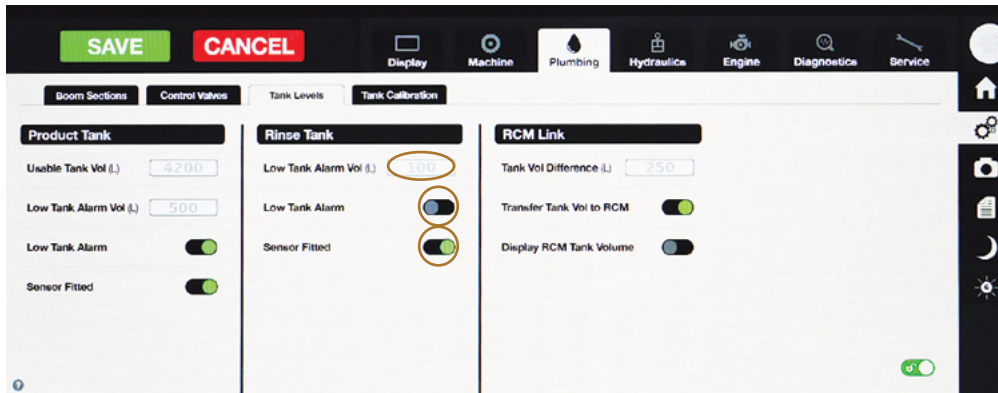 SAVE
CANCEL
Display
Machine
Plumbing
Hydraulics
Engine
Diagnostics
Service
Boom Sections
Control Valves
Tank Levels
Tank Calibration
Product Tank
Usable Tank Vol (L)
4200
Low Tank Alarm Vol (L)
500
Low Tank Alarm
Sensor Fitted
Rinse Tank
Low Tank Alarm Vol (L)
100
Low Tank Alarm
Sensor Fitted
RCM Link
Tank Vol Difference (L)
250
Transfer Tank Vol to RCM
Display RCM Tank Volume